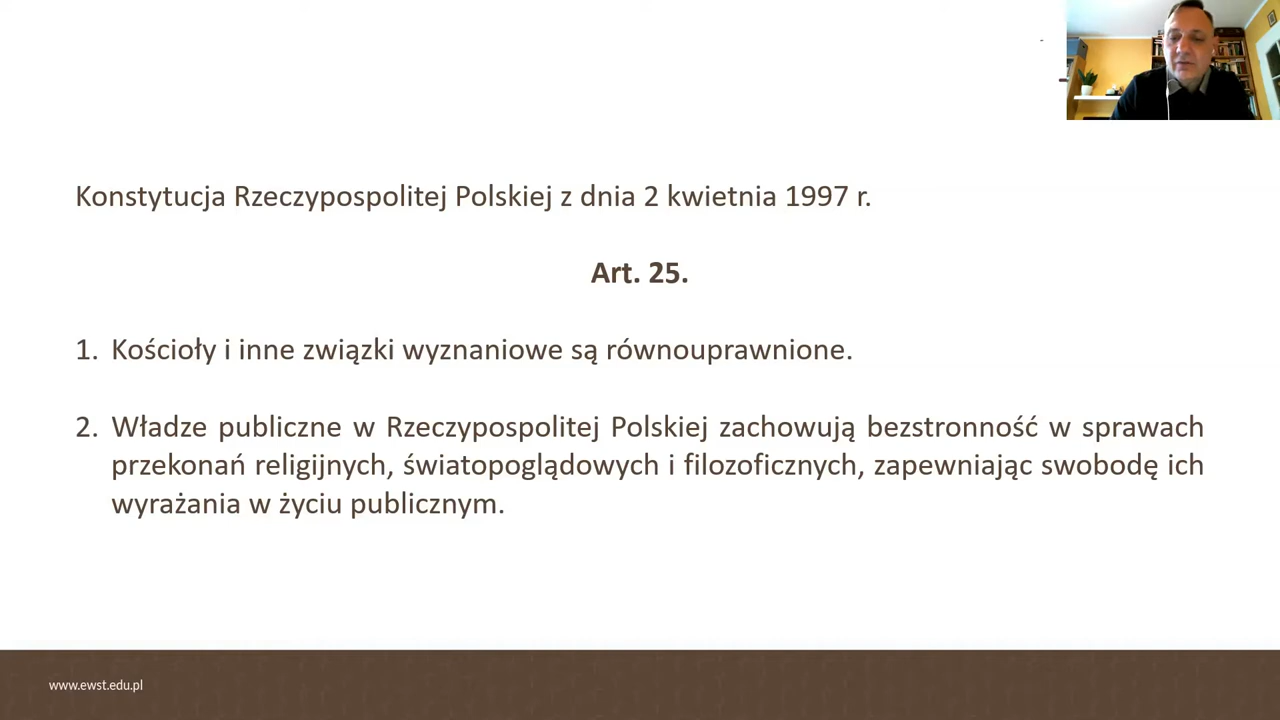 Konstytucja Rzeczypospolitej Polskiej z dnia 2 kwietnia 1997 r.
Art. 25.
1. Kościoły i inne związki wyznaniowe są równouprawnione.
2. Władze publiczne w Rzeczypospolitej Polskiej zachowują bezstronność w sprawach
przekonań religijnych, światopoglądowych i filozoficznych, zapewniając swobodę ich
wyrażania w życiu publicznym.
www.ewst.edu.pl